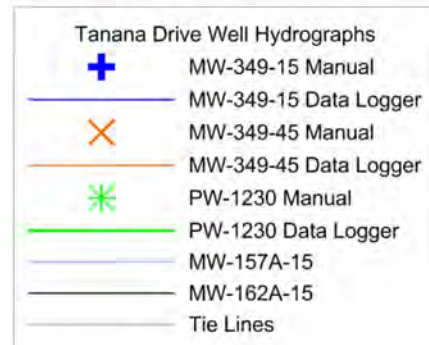 Tanana Drive Well Hydrographs
MW-349-15 Manual
MW-349-15 Data Logger
MW-349-45 Manual
MW-349-45 Data Logger
PW-1230 Manual
PW-1230 Data Logger
MW-157A-15
MW-162A-15
Tie Lines